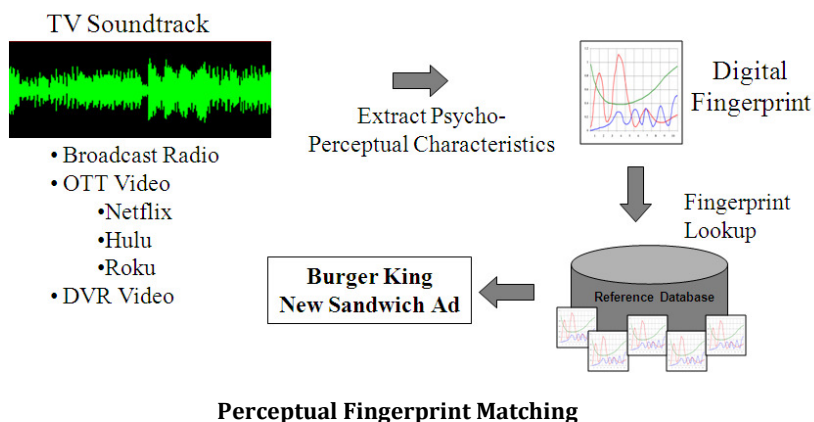 TV Soundtrack
• Broadcast Radio
• OTT Video
•Netflix
•Hulu
•Roku
• DVR Video
Extract Psycho-
Perceptual Characteristics
Digital
Fingerprint
Fingerprint
Lookup
Reference Database
Burger King
New Sandwich Ad
Perceptual Fingerprint Matching